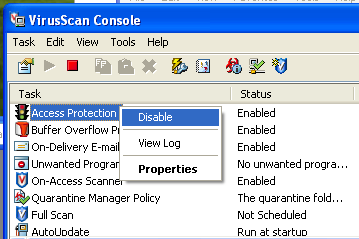 VirusScan Console
Task Edit View Tools Help
Task Status
Access Protection Enabled
Disable
Buffer Overflow Pr Enabled
On-Delivery E-mai Enabled
View Log
Unwanted Program No unwanted progra...
Properties
On-Access Scanner Enabled
Quarantine Manager Policy The quarantine fold...
Full Scan Not Scheduled
AutoUpdate Run at startup